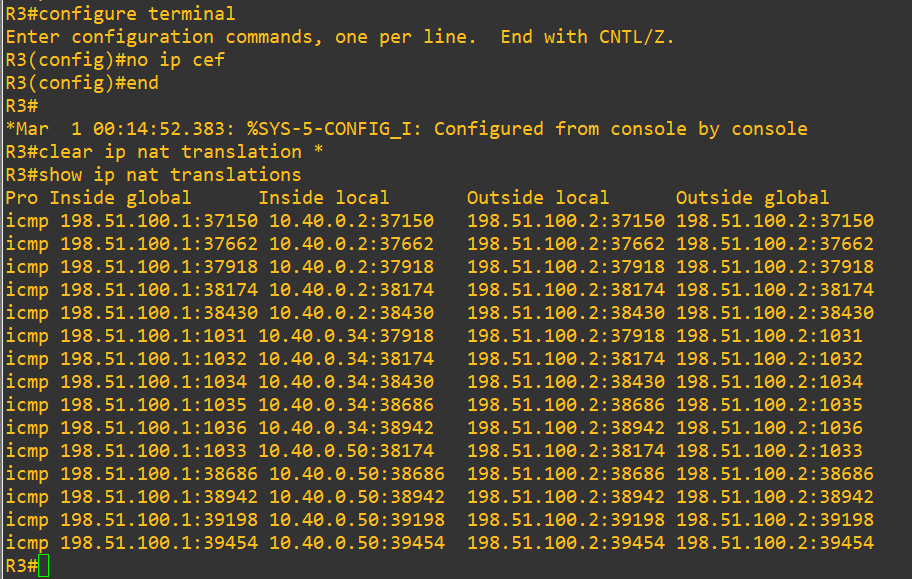 R3#configure terminal
Enter configuration commands, one per line.  End with CNTL/Z.
R3(config)#no ip cef
R3(config)#end
R3#
*Mar  1 00:14:52.383: %SYS-5-CONFIG_I: Configured from console by console
R3#clear ip nat translation *
R3#show ip nat translations
Pro Inside global      Inside local       Outside local      Outside global
icmp 198.51.100.1:37150 10.40.0.2:37150   198.51.100.2:37150 198.51.100.2:37150
icmp 198.51.100.1:37662 10.40.0.2:37662   198.51.100.2:37662 198.51.100.2:37662
icmp 198.51.100.1:37918 10.40.0.2:37918   198.51.100.2:37918 198.51.100.2:37918
icmp 198.51.100.1:38174 10.40.0.2:38174   198.51.100.2:38174 198.51.100.2:38174
icmp 198.51.100.1:38430 10.40.0.2:38430   198.51.100.2:38430 198.51.100.2:38430
icmp 198.51.100.1:1031 10.40.0.34:37918   198.51.100.2:37918 198.51.100.2:1031
icmp 198.51.100.1:1032 10.40.0.34:38174   198.51.100.2:38174 198.51.100.2:1032
icmp 198.51.100.1:1034 10.40.0.34:38430   198.51.100.2:38430 198.51.100.2:1034
icmp 198.51.100.1:1035 10.40.0.34:38686   198.51.100.2:38686 198.51.100.2:1035
icmp 198.51.100.1:1036 10.40.0.34:38942   198.51.100.2:38942 198.51.100.2:1036
icmp 198.51.100.1:1033 10.40.0.50:38174   198.51.100.2:38174 198.51.100.2:1033
icmp 198.51.100.1:38686 10.40.0.50:38686  198.51.100.2:38686 198.51.100.2:38686
icmp 198.51.100.1:38942 10.40.0.50:38942  198.51.100.2:38942 198.51.100.2:38942
icmp 198.51.100.1:39198 10.40.0.50:39198  198.51.100.2:39198 198.51.100.2:39198
icmp 198.51.100.1:39454 10.40.0.50:39454  198.51.100.2:39454 198.51.100.2:39454
R3#